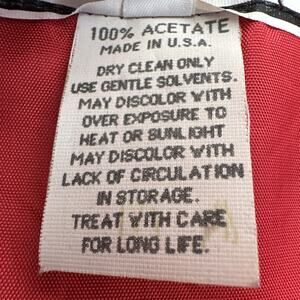 100% ACETATE
MADE IN U.S.A.
DRY CLEAN ONLY
USE GENTLE SOLVENTS.
MAY DISCOLOR WITH
OVER EXPOSURE TO
HEAT OR SUNLIGHT
MAY DISCOLOR WITH
LACK OF CIRCULATION
IN STORAGE.
TREAT WITH CARE
FOR LONG LIFE.